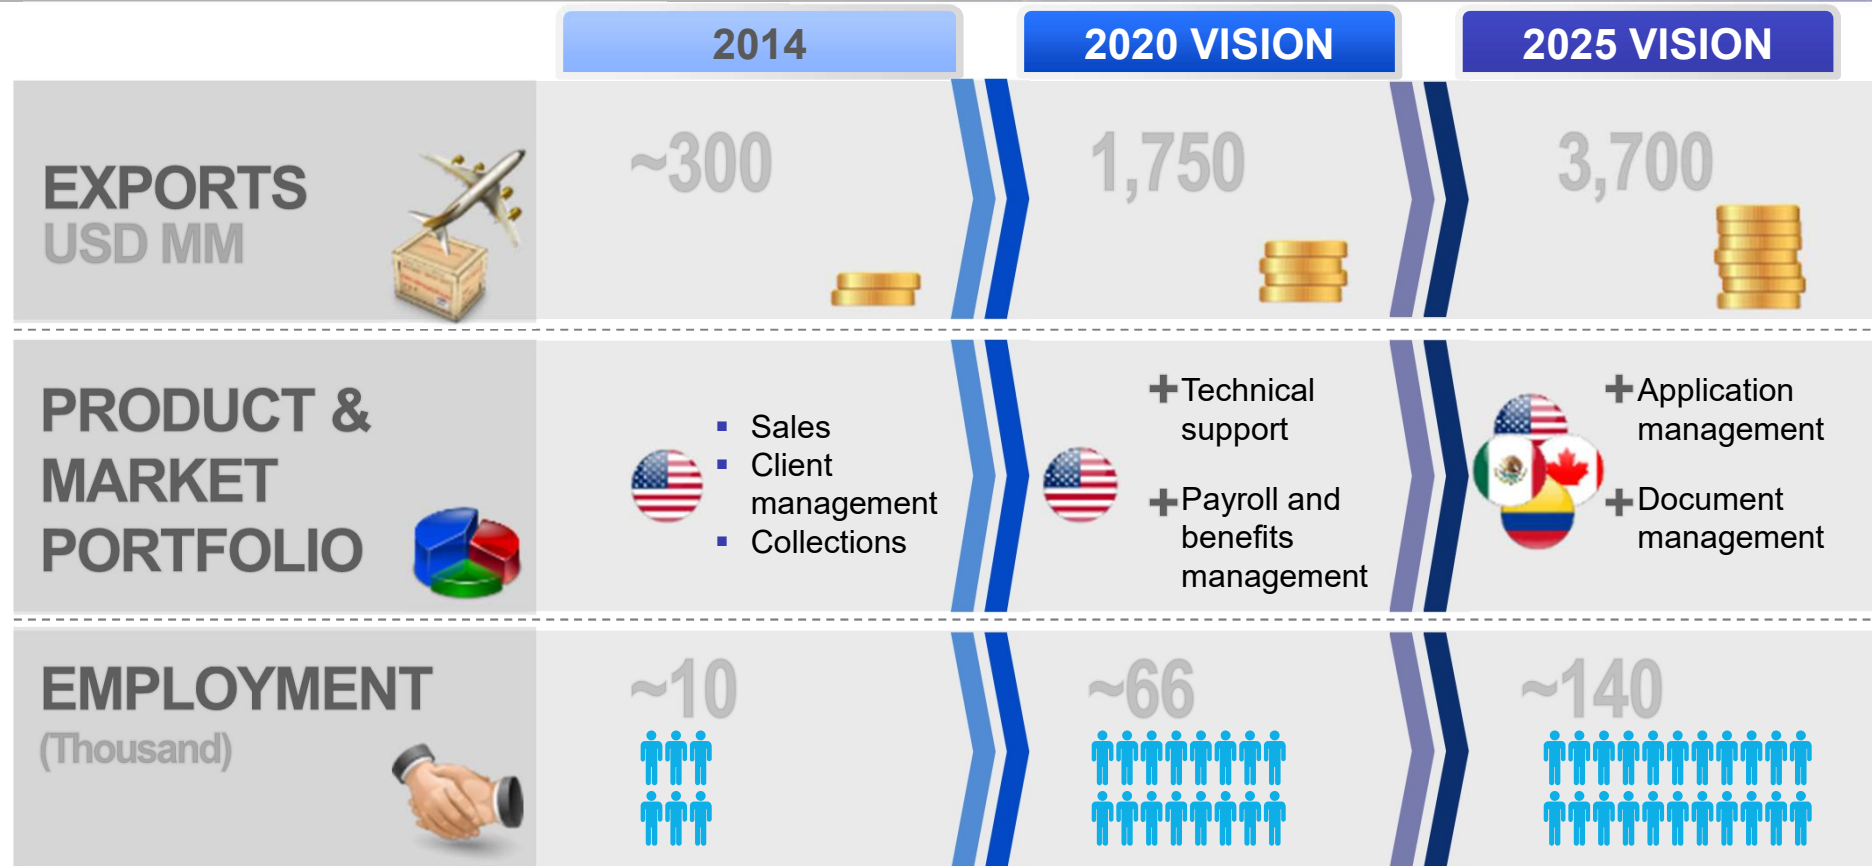 2014
2020 VISION
2025 VISION
EXPORTS
USD MM
~300
1,750
3,700
PRODUCT &
MARKET
PORTFOLIO
▪ Sales
▪ Client
management
▪ Collections
+Technical
support
+Payroll and
benefits
management
+Application
management
+Document
management
EMPLOYMENT
(Thousand)
~10
~66
~140